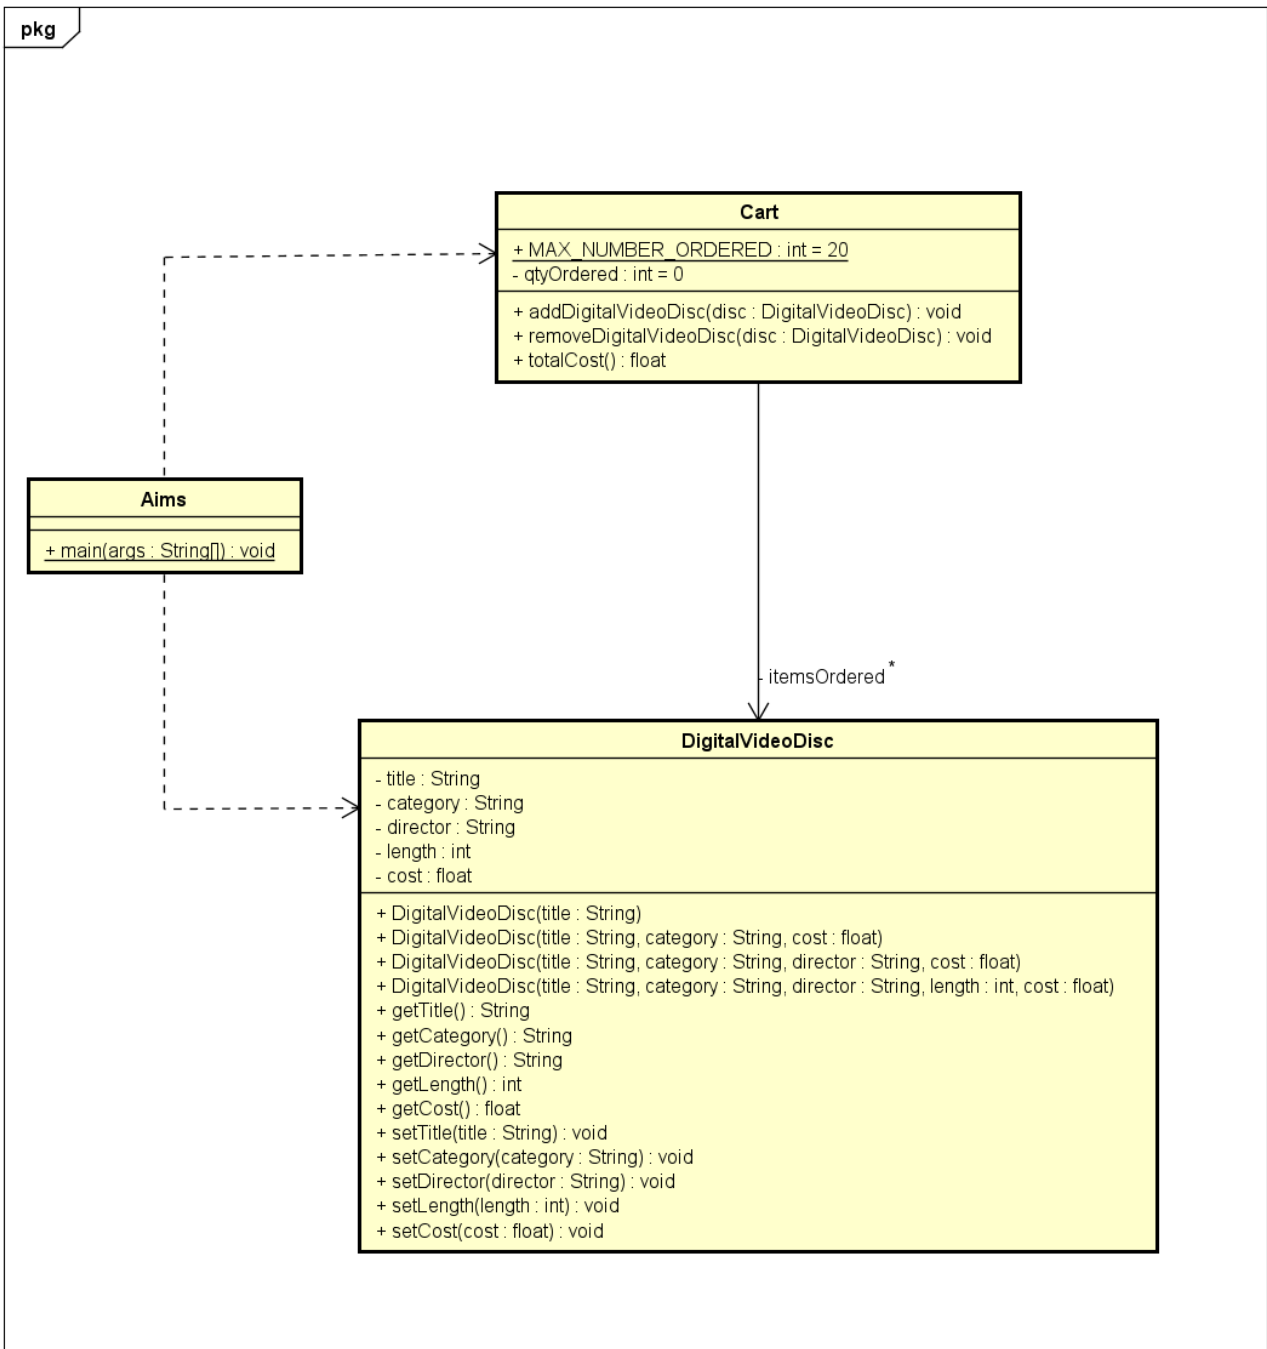 pkg
Cart
+ MAX_NUMBER_ORDERED : int = 20
- qtyOrdered : int = 0
+ addDigitalVideoDisc(disc : DigitalVideoDisc) : void
+ removeDigitalVideoDisc(disc : DigitalVideoDisc) : void
+ totalCost() : float
Aims
+ main(args : String[]) : void
- itemsOrdered *
DigitalVideoDisc
- title : String
- category : String
- director : String
- length : int
- cost : float
+ DigitalVideoDisc(title : String)
+ DigitalVideoDisc(title : String, category : String, cost : float)
+ DigitalVideoDisc(title : String, category : String, director : String, cost : float)
+ DigitalVideoDisc(title : String, category : String, director : String, length : int, cost : float)
+ getTitle() : String
+ getCategory() : String
+ getDirector() : String
+ getLength() : int
+ getCost() : float
+ setTitle(title : String) : void
+ setCategory(category : String) : void
+ setDirector(director : String) : void
+ setLength(length : int) : void
+ setCost(cost : float) : void